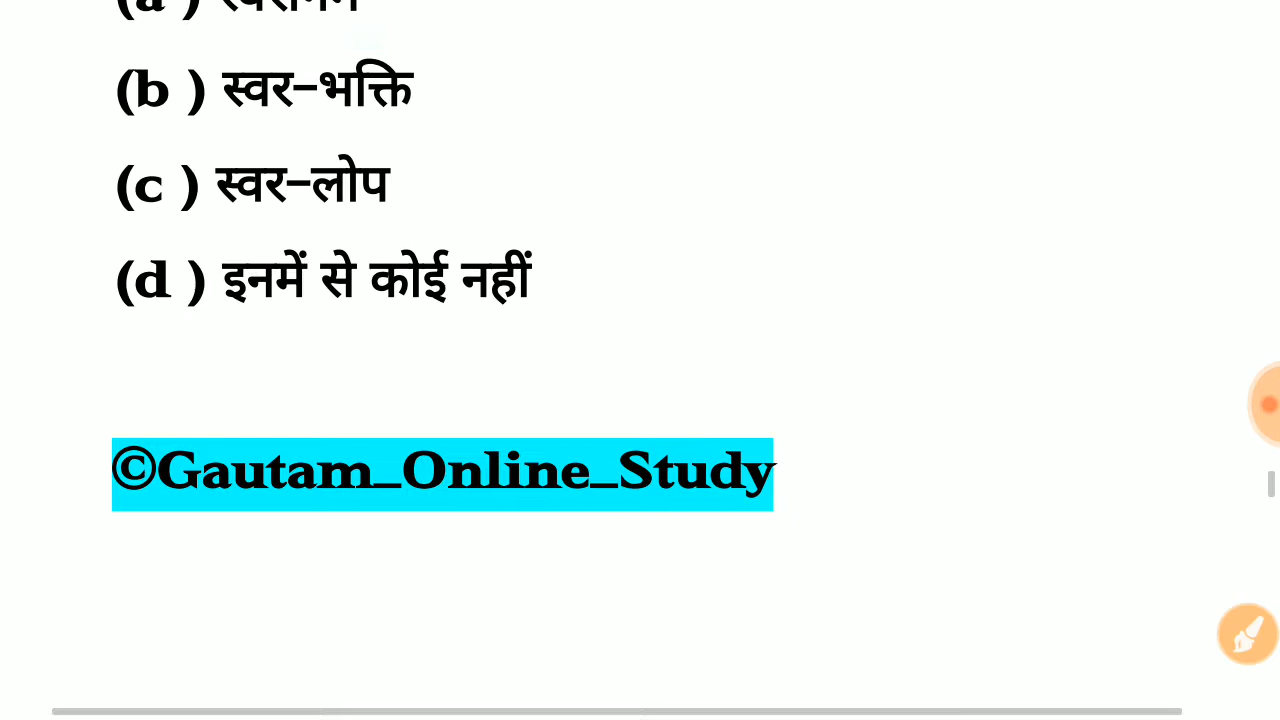 (a )
(b ) स्वर-भक्ति
(c ) स्वर-लोप
(d ) इनमें से कोई नहीं
©Gautam_Online_Study